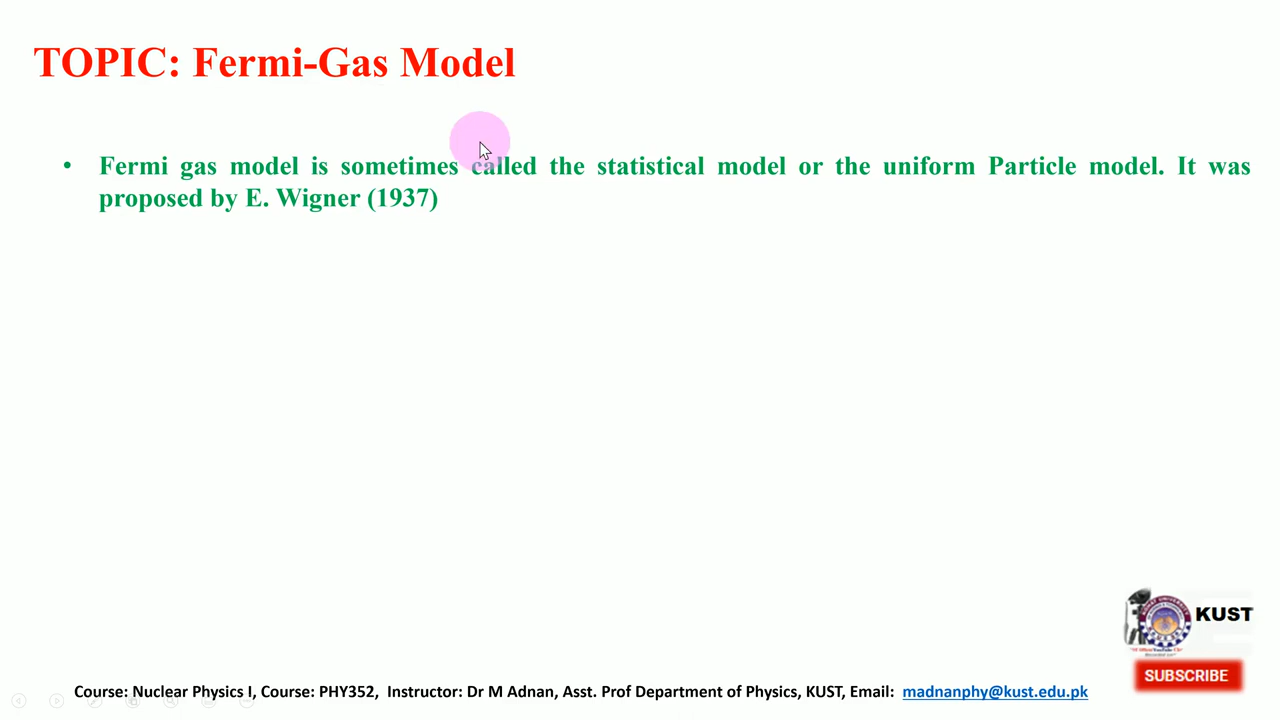 TOPIC: Fermi-Gas Model
• Fermi gas model is sometimes called the statistical model or the uniform Particle model. It was
proposed by E. Wigner (1937)
KUST
SUBSCRIBE
Course: Nuclear Physics I, Course: PHY352, Instructor: Dr M Adnan, Asst. Prof Department of Physics, KUST, Email: madnanphy@kust.edu.pk